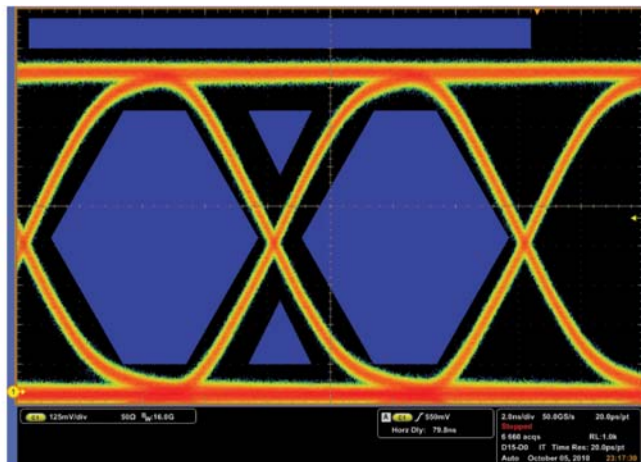 1
C1 125mV/div 50Ω BW:16.0G
A C1 550mV
Horz Dly: 79.8ns
2.0ns/div 50.0GS/s 20.0ps/pt
Stopped
6 660 acqs RL:1.0k
D15-D0 IT Time Res: 20.0ps/pt
Auto October 05, 2010 23:17:30